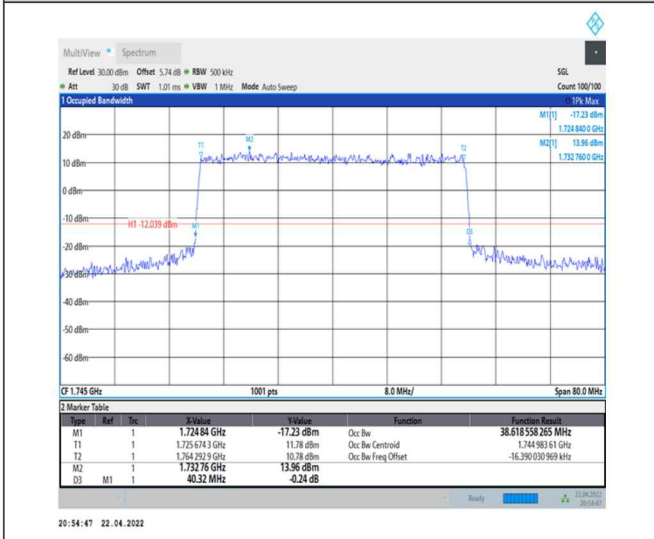 MultiView Spectrum
Ref Level 30.00 dBm Offset 5.74 dB RBW 500 kHz SGL
Att 30 dB SWT 1.01 ms VBW 1 MHz Mode Auto Sweep Count 100/100
1 Occupied Bandwidth 1Pk Max
M1[1] -17.23 dBm
1.724 840 0 GHz
20 dBm M2 M2[1] 13.96 dBm
T1 T2 1.732 760 0 GHz
10 dBm
0 dBm
-10 dBm
H1 -12.039 dBm M1
D3
-20 dBm
-30 dBm
-40 dBm
-50 dBm
-60 dBm
CF 1.745 GHz 1001 pts 8.0 MHz/ Span 80.0 MHz
2 Marker Table
Type Ref Trc X-Value Y-Value Function Function Result
M1 1 1.724 84 GHz -17.23 dBm Occ Bw 38.618 558 265 MHz
T1 1 1.725 674 3 GHz 11.78 dBm Occ Bw Centroid 1.744 983 61 GHz
T2 1 1.764 292 9 GHz 10.78 dBm Occ Bw Freq Offset -16.390 030 969 kHz
M2 1 1.732 76 GHz 13.96 dBm
D3 M1 1 40.32 MHz -0.24 dB
Ready 22.04.2022
20:54:47
20:54:47 22.04.2022